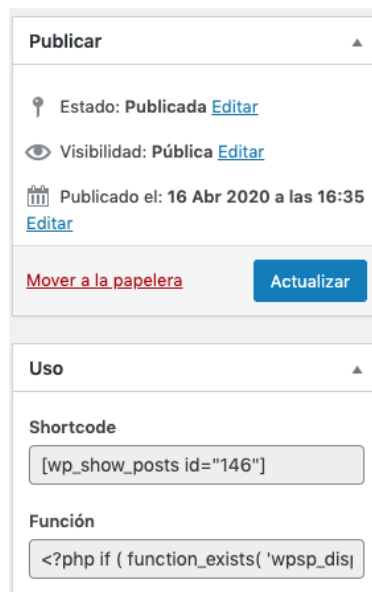 Publicar
Estado: Publicada Editar
Visibilidad: Pública Editar
Publicado el: 16 Abr 2020 a las 16:35
Editar
Mover a la papelera Actualizar
Uso
Shortcode
[wp_show_posts id="146"]
Función
<?php if ( function_exists( 'wpsp_disp